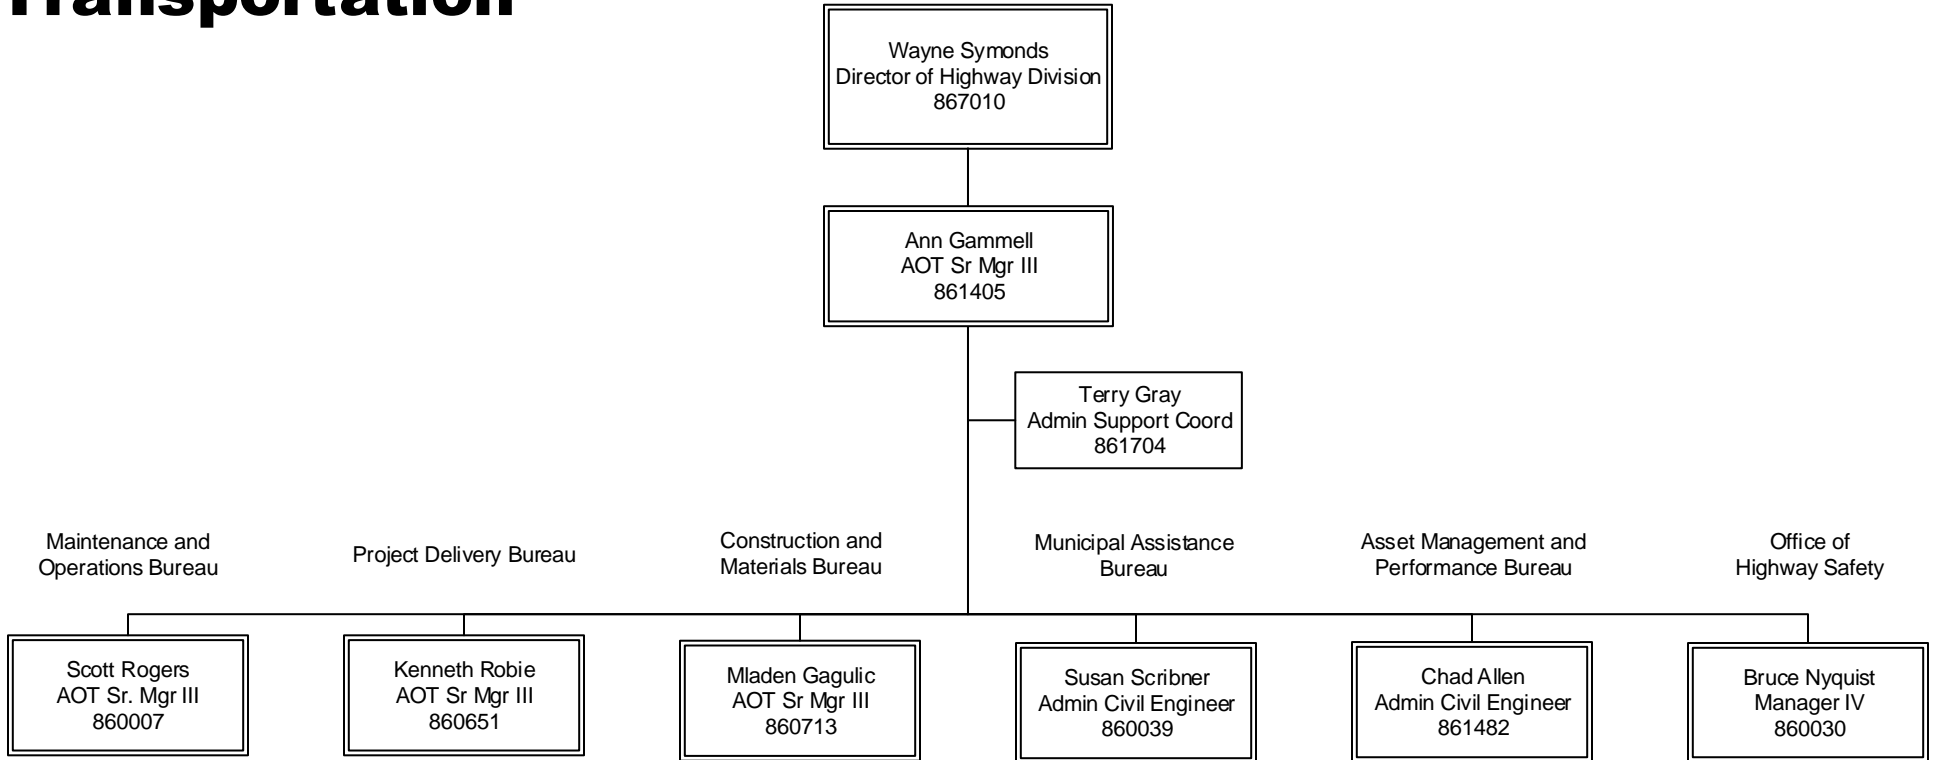 Transportation
Wayne Symonds
Director of Highway Division
867010
Ann Gammell
AOT Sr Mgr III
861405
Terry Gray
Admin Support Coord
861704
Maintenance and
Operations Bureau
Project Delivery Bureau
Construction and
Materials Bureau
Municipal Assistance
Bureau
Asset Management and
Performance Bureau
Office of
Highway Safety
Scott Rogers
AOT Sr. Mgr III
860007
Kenneth Robie
AOT Sr Mgr III
860651
Mladen Gagulic
AOT Sr Mgr III
860713
Susan Scribner
Admin Civil Engineer
860039
Chad Allen
Admin Civil Engineer
861482
Bruce Nyquist
Manager IV
860030